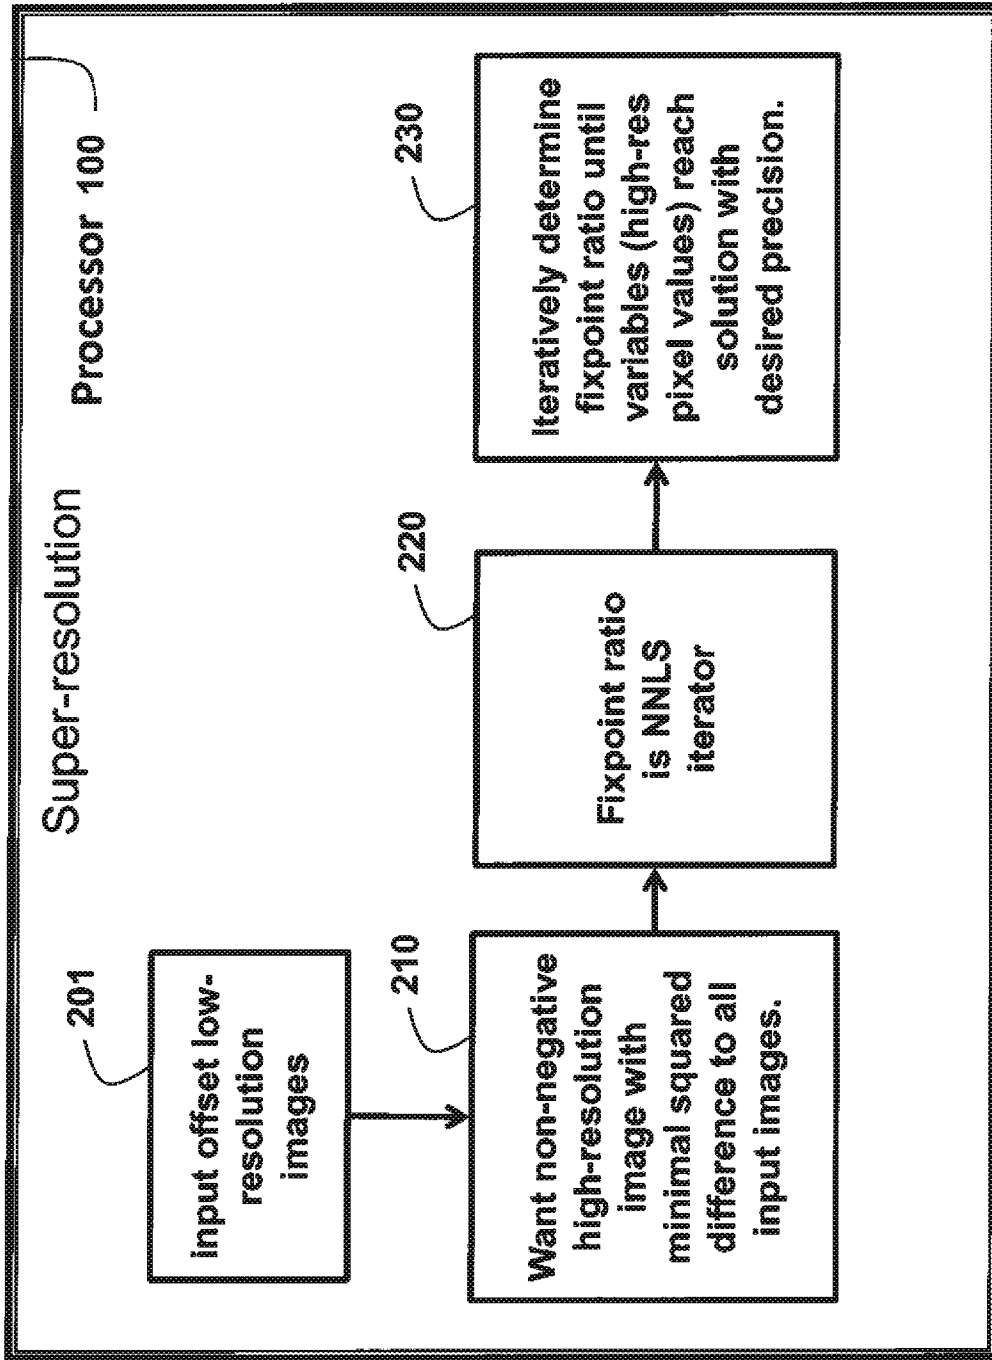 Super-resolution
Processor 100
201
input offset low-
resolution
images
210
Want non-negative
high-resolution
image with
minimal squared
difference to all
input images.
220
Fixpoint ratio
is NNLS
iterator
230
Iteratively determine
fixpoint ratio until
variables (high-res
pixel values) reach
solution with
desired precision.